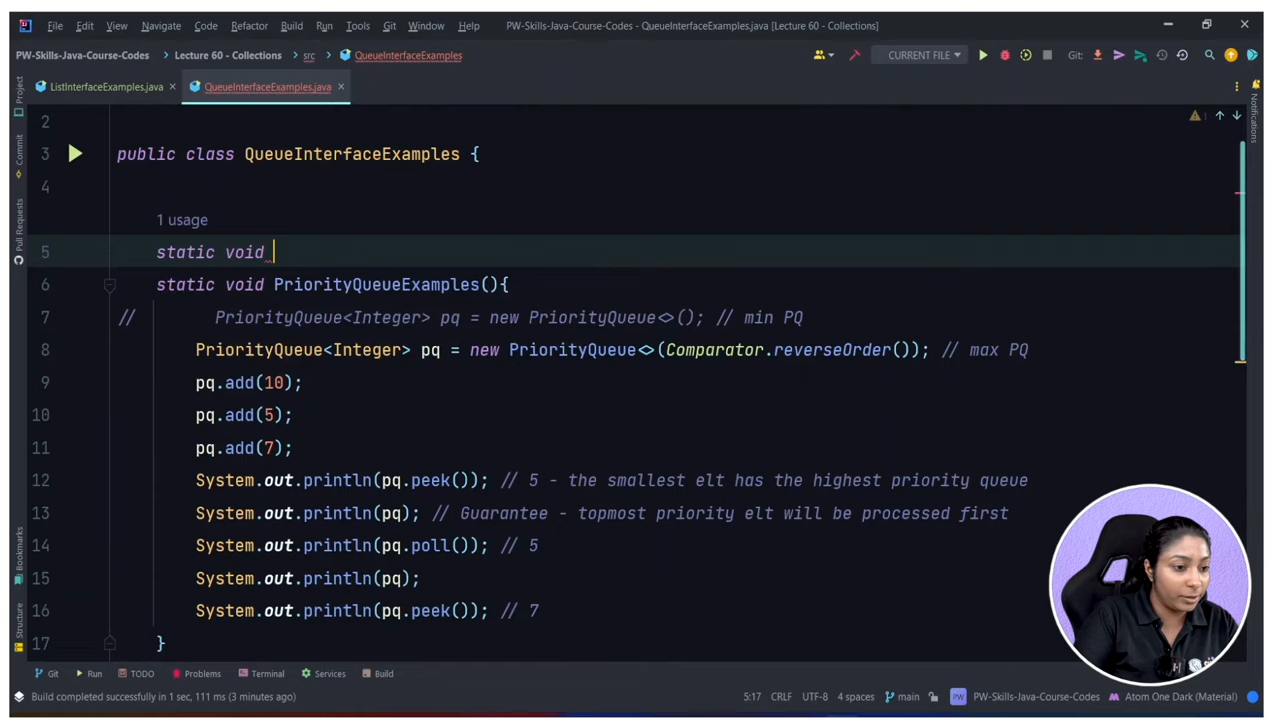 File Edit View Navigate Code Refactor Build Run Tools Git Window Help PW-Skills-Java-Course-Codes - QueueInterfaceExamples.java [Lecture 60 - Collections]
PW-Skills-Java-Course-Codes > Lecture 60 - Collections > src > QueueInterfaceExamples CURRENT FILE Git:
ListInterfaceExamples.java QueueInterfaceExamples.java
Project
Commit
Pull Requests
Bookmarks
Structure
Notifications
2
3 public class QueueInterfaceExamples {
4
1 usage
5 static void
6 static void PriorityQueueExamples(){
7 // PriorityQueue<Integer> pq = new PriorityQueue<>(); // min PQ
8 PriorityQueue<Integer> pq = new PriorityQueue<>(Comparator.reverseOrder()); // max PQ
9 pq.add(10);
10 pq.add(5);
11 pq.add(7);
12 System.out.println(pq.peek()); // 5 - the smallest elt has the highest priority queue
13 System.out.println(pq); // Guarantee - topmost priority elt will be processed first
14 System.out.println(pq.poll()); // 5
15 System.out.println(pq);
16 System.out.println(pq.peek()); // 7
17 }
Git Run TODO Problems Terminal Services Build
Build completed successfully in 1 sec, 111 ms (3 minutes ago) 5:17 CRLF UTF-8 4 spaces main PW PW-Skills-Java-Course-Codes Atom One Dark (Material)